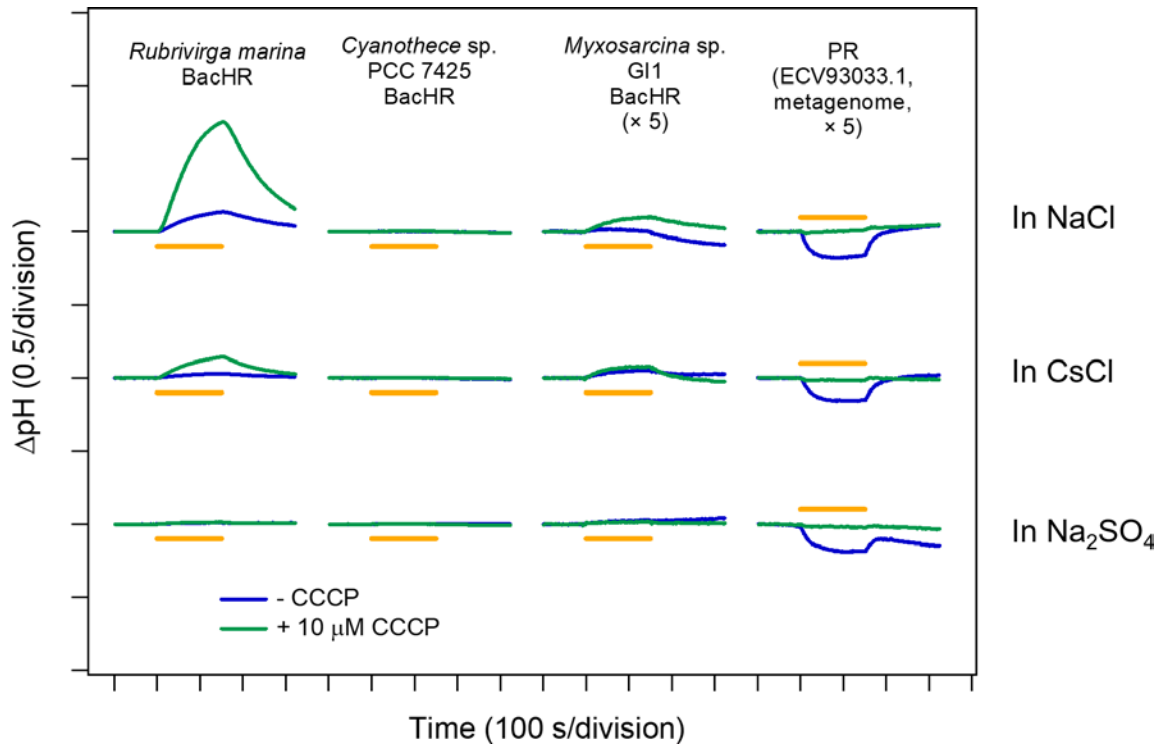 Rubrivirga marina
BacHR
Cyanothece sp.
PCC 7425
BacHR
Myxosarcina sp.
GI1
BacHR
(× 5)
PR
(ECV93033.1,
metagenome,
× 5)
In NaCl
In CsCl
In Na₂SO₄
- CCCP
+ 10 μM CCCP
ΔpH (0.5/division)
Time (100 s/division)